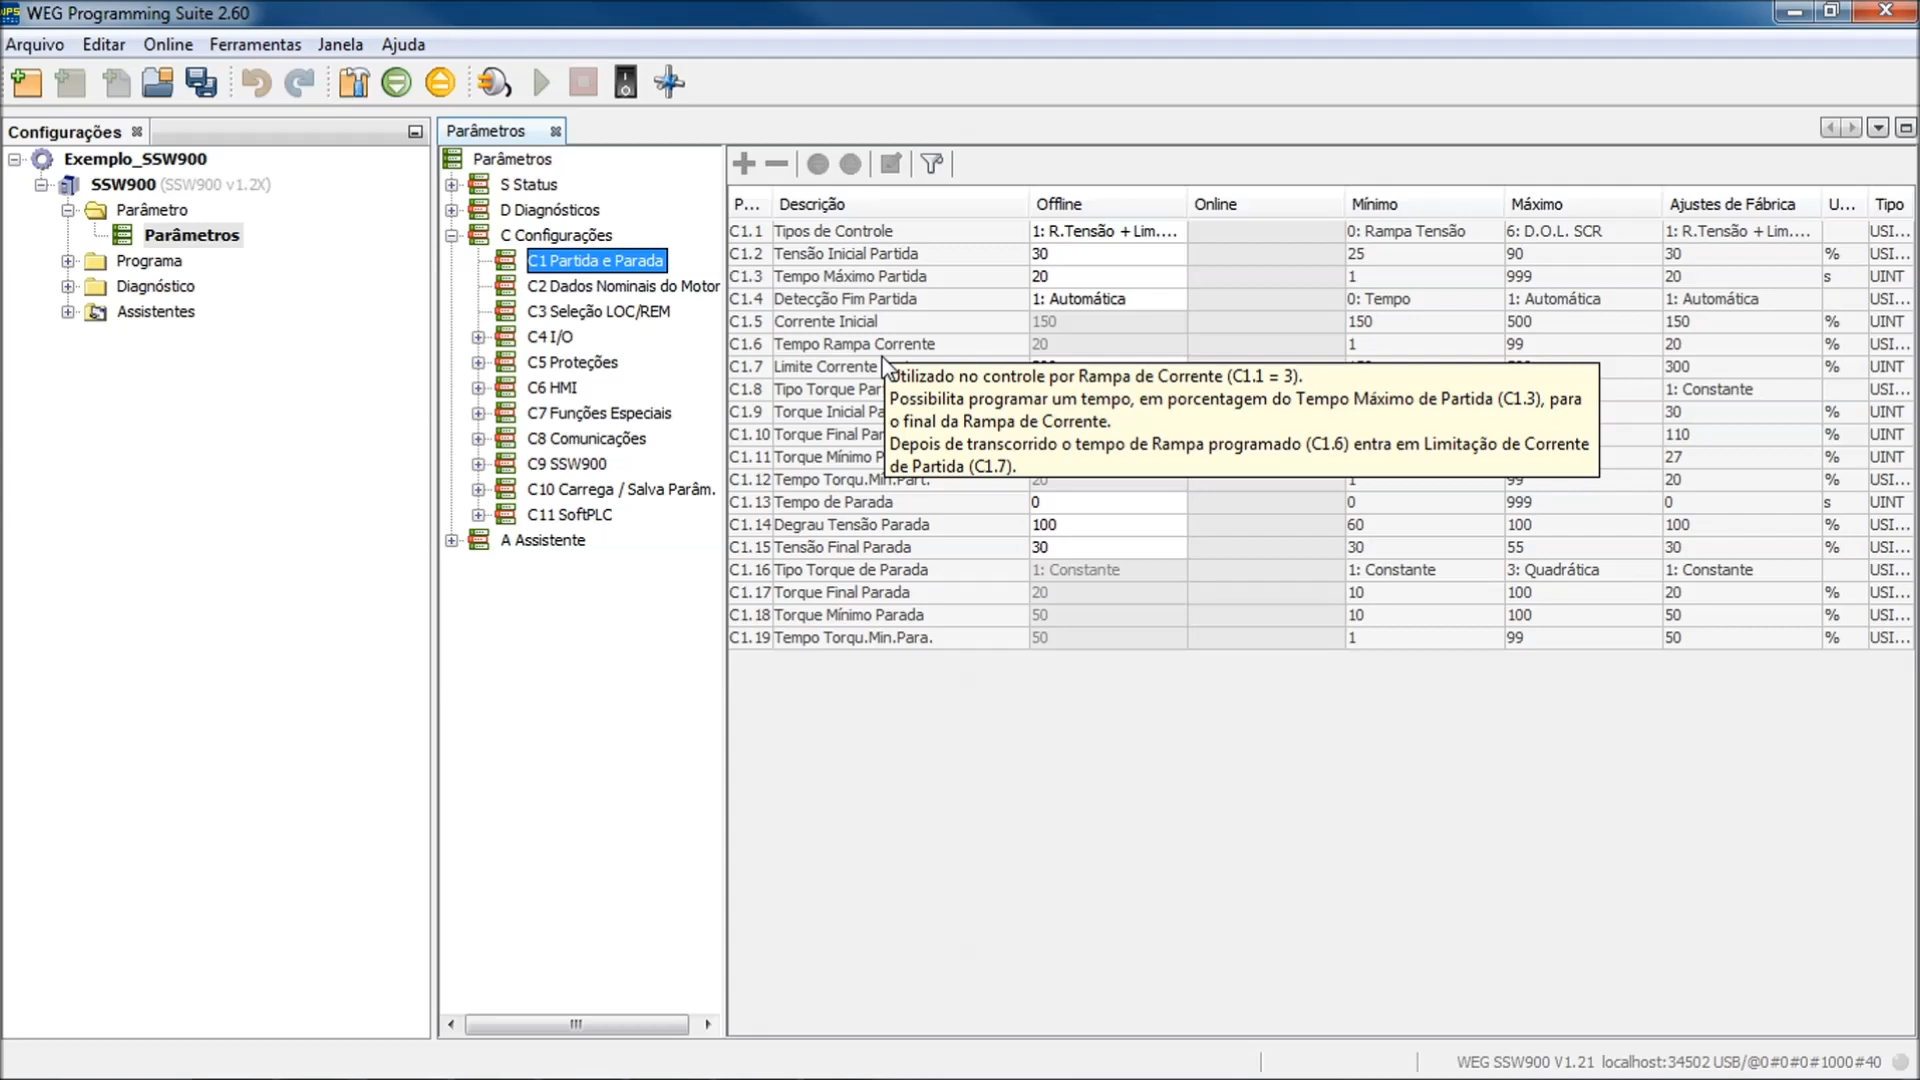 WEG Programming Suite 2.60
Arquivo Editar Online Ferramentas Janela Ajuda
Configurações
Exemplo_SSW900
SSW900 (SSW900 v1.2X)
Parâmetro
Parâmetros
Programa
Diagnóstico
Assistentes
Parâmetros
Parâmetros
S Status
D Diagnósticos
C Configurações
C1 Partida e Parada
C2 Dados Nominais do Motor
C3 Seleção LOC/REM
C4 I/O
C5 Proteções
C6 HMI
C7 Funções Especiais
C8 Comunicações
C9 SSW900
C10 Carrega / Salva Parâm.
C11 SoftPLC
A Assistente
P... Descrição Offline Online Mínimo Máximo Ajustes de Fábrica U... Tipo
C1.1 Tipos de Controle 1: R.Tensão +Lim.... 0: Rampa Tensão 6: D.O.L. SCR 1: R.Tensão +Lim.... USI...
C1.2 Tensão Inicial Partida 30 25 90 30 % USI...
C1.3 Tempo Máximo Partida 20 1 999 20 s UINT
C1.4 Detecção Fim Partida 1: Automática 0: Tempo 1: Automática 1: Automática USI...
C1.5 Corrente Inicial 150 150 500 150 % UINT
C1.6 Tempo Rampa Corrente 20 1 99 20 % USI...
C1.7 Limite Corrente 300 % UINT
C1.8 Tipo Torque Par 1: Constante USI...
C1.9 Torque Inicial Pa 30 % UINT
C1.10 Torque Final Par 110 % UINT
C1.11 Torque Mínimo P 27 % UINT
C1.12 Tempo Torqu.Min.Part. 20 1 99 20 % USI...
C1.13 Tempo de Parada 0 0 999 0 s UINT
C1.14 Degrau Tensão Parada 100 60 100 100 % USI...
C1.15 Tensão Final Parada 30 30 55 30 % USI...
C1.16 Tipo Torque de Parada 1: Constante 1: Constante 3: Quadrática 1: Constante USI...
C1.17 Torque Final Parada 20 10 100 20 % USI...
C1.18 Torque Mínimo Parada 50 10 100 50 % USI...
C1.19 Tempo Torqu.Min.Para. 50 1 99 50 % USI...
Utilizado no controle por Rampa de Corrente (C1.1 = 3).
Possibilita programar um tempo, em porcentagem do Tempo Máximo de Partida (C1.3), para
o final da Rampa de Corrente.
Depois de transcorrido o tempo de Rampa programado (C1.6) entra em Limitação de Corrente
de Partida (C1.7).
WEG SSW900 V1.21 localhost:34502 USB/@0#0#0#1000#40